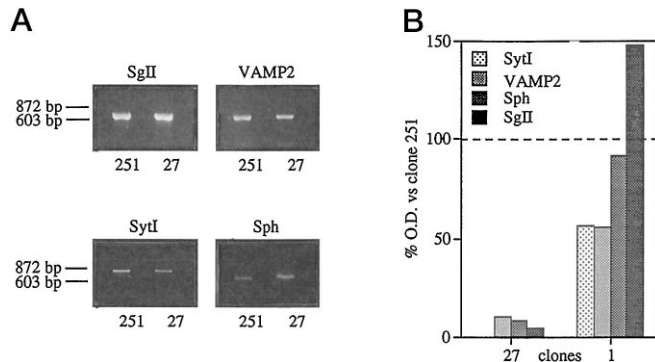 A
SgII VAMP2
872 bp
603 bp
251 27 251 27
SytI Sph
872 bp
603 bp
251 27 251 27
B
150
100
50
0
% O.D. vs clone 251
SytI
VAMP2
Sph
SgII
27 clones 1